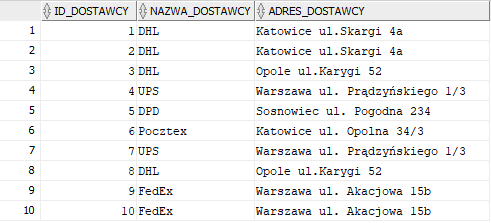 ID_DOSTAWCY NAZWA_DOSTAWCY ADRES_DOSTAWCY
1 1 DHL Katowice ul.Skargi 4a
2 2 DHL Katowice ul.Skargi 4a
3 3 DHL Opole ul.Karygi 52
4 4 UPS Warszawa ul. Prądzyńskiego 1/3
5 5 DPD Sosnowiec ul. Pogodna 234
6 6 Pocztex Katowice ul. Opolna 34/3
7 7 UPS Warszawa ul. Prądzyńskiego 1/3
8 8 DHL Opole ul.Karygi 52
9 9 FedEx Warszawa ul. Akacjowa 15b
10 10 FedEx Warszawa ul. Akacjowa 15b